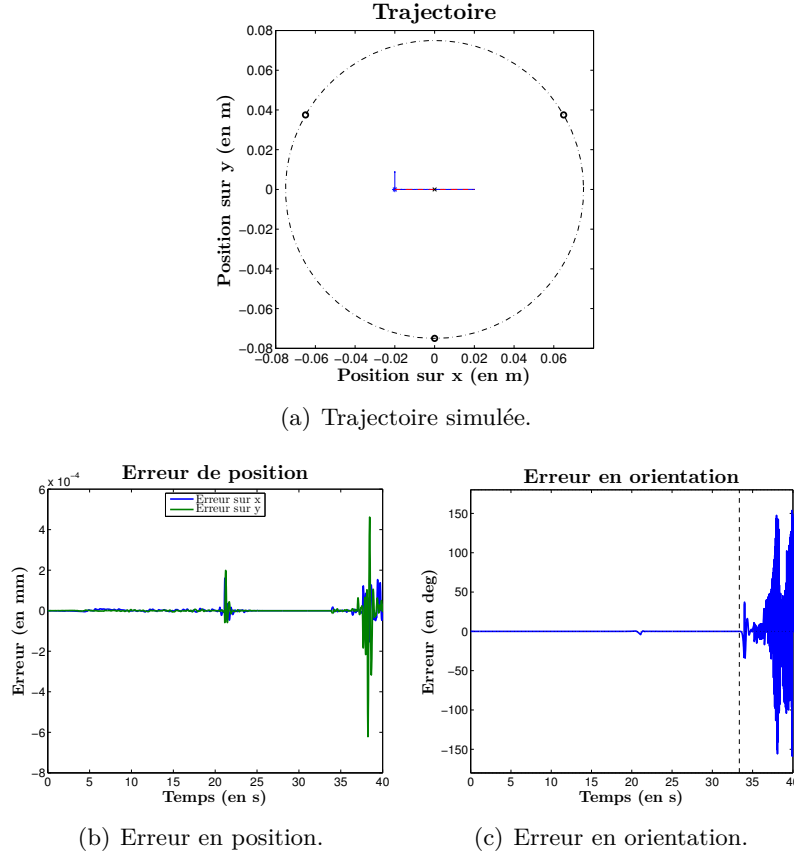 Trajectoire
0.08
0.06
0.04
0.02
0
−0.02
−0.04
−0.06
−0.08
−0.08 −0.06 −0.04 −0.02 0 0.02 0.04 0.06
Position sur y (en m)
Position sur x (en m)
(a) Trajectoire simulée.
Erreur de position
x 10⁻⁴
6
4
2
0
−2
−4
−6
−8
0 5 10 15 20 25 30 35 40
Erreur sur x
Erreur sur y
Erreur (en mm)
Temps (en s)
(b) Erreur en position.
Erreur en orientation
150
100
50
0
−50
−100
−150
0 5 10 15 20 25 30 35 40
Erreur (en deg)
Temps (en s)
(c) Erreur en orientation.